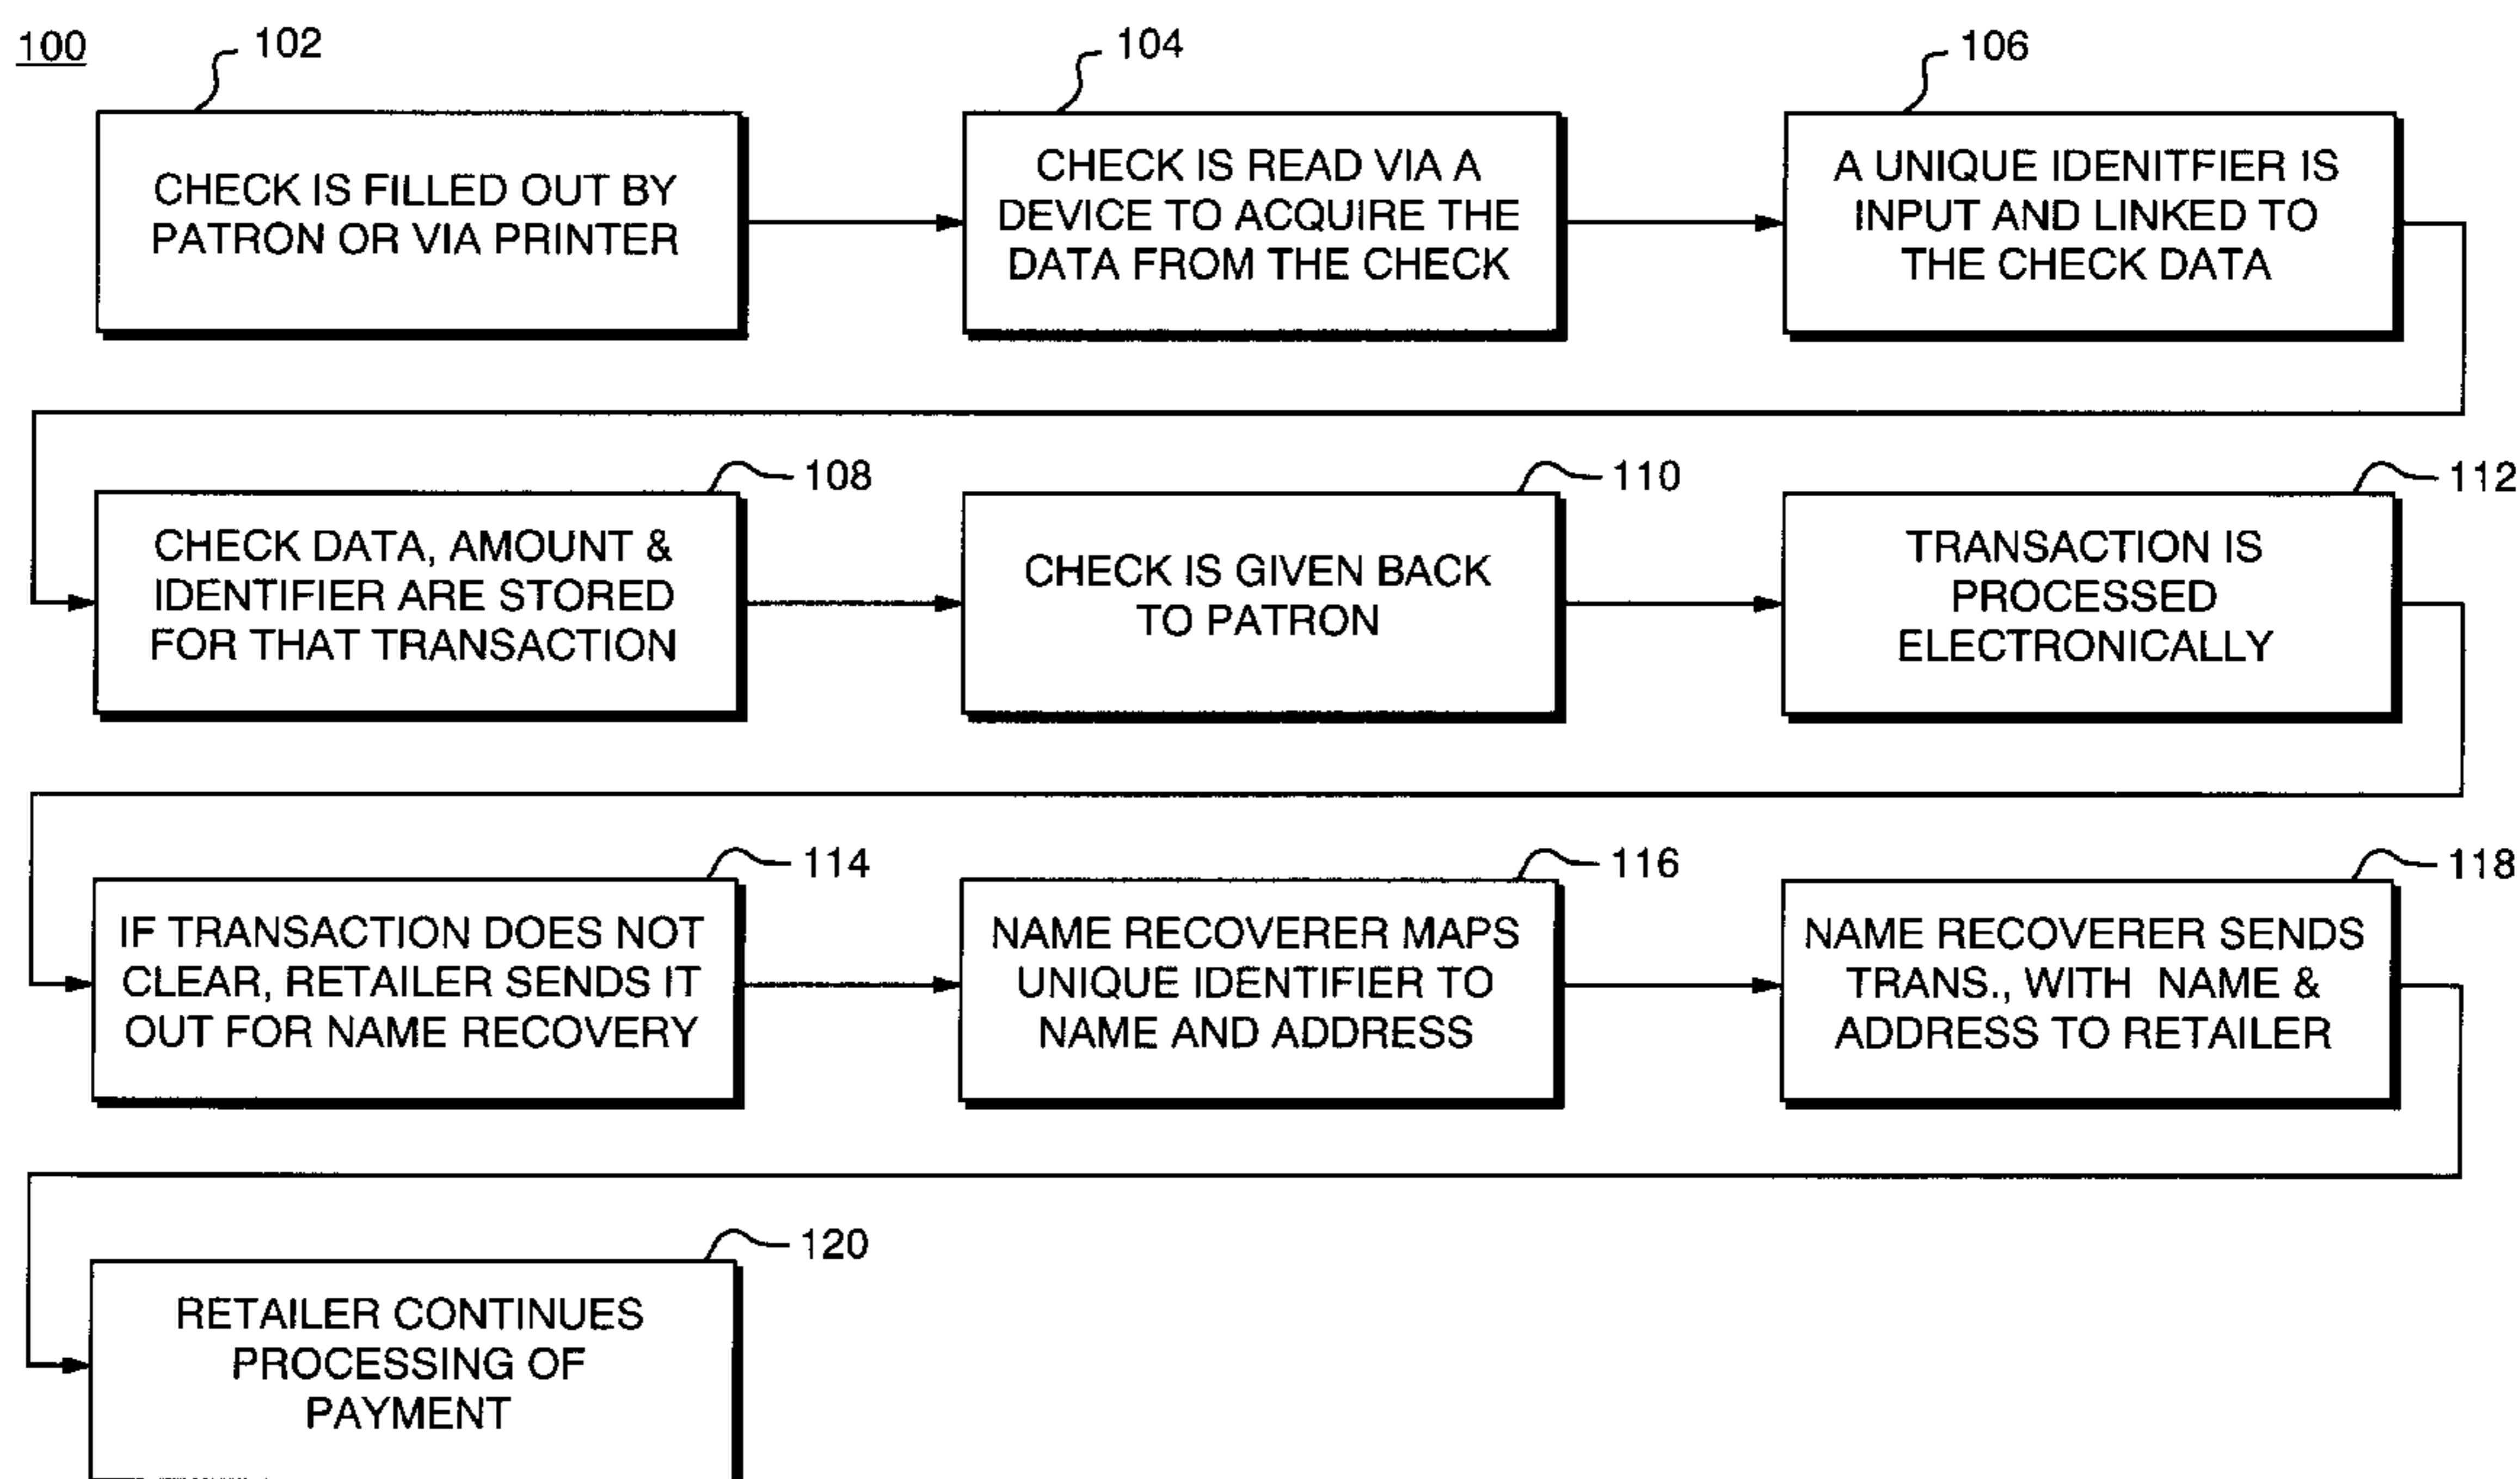 100
102
104
106
CHECK IS FILLED OUT BY
PATRON OR VIA PRINTER
CHECK IS READ VIA A
DEVICE TO ACQUIRE THE
DATA FROM THE CHECK
A UNIQUE IDENITFIER IS
INPUT AND LINKED TO
THE CHECK DATA
108
110
112
CHECK DATA, AMOUNT &
IDENTIFIER ARE STORED
FOR THAT TRANSACTION
CHECK IS GIVEN BACK
TO PATRON
TRANSACTION IS
PROCESSED
ELECTRONICALLY
114
116
118
IF TRANSACTION DOES NOT
CLEAR, RETAILER SENDS IT
OUT FOR NAME RECOVERY
NAME RECOVERER MAPS
UNIQUE IDENTIFIER TO
NAME AND ADDRESS
NAME RECOVERER SENDS
TRANS., WITH NAME &
ADDRESS TO RETAILER
120
RETAILER CONTINUES
PROCESSING OF
PAYMENT